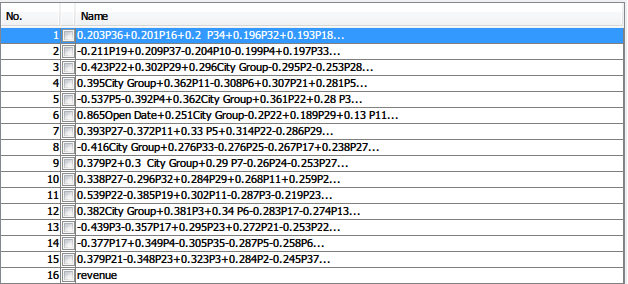 No. Name
1 0.203P36+0.201P16+0.2 P34+0.196P32+0.193P18...
2 -0.211P19+0.209P37-0.204P10-0.199P4+0.197P33...
3 -0.423P22+0.302P29+0.296City Group-0.295P2-0.253P28...
4 0.395City Group+0.362P11-0.308P6+0.307P21+0.281P5...
5 -0.537P5-0.392P4+0.362City Group+0.361P22+0.28 P3...
6 0.865Open Date+0.251City Group-0.2P22+0.189P29+0.13 P11...
7 0.393P27-0.372P11+0.33 P5+0.314P22-0.286P29...
8 -0.416City Group+0.276P33-0.276P25-0.267P17+0.238P27...
9 0.379P2+0.3 City Group+0.29 P7-0.26P24-0.253P27...
10 0.338P27-0.296P32+0.284P29+0.268P11+0.259P2...
11 0.539P22-0.385P19+0.302P11-0.287P3-0.219P23...
12 0.382City Group+0.381P3+0.34 P6-0.283P17-0.274P13...
13 -0.439P3-0.357P17+0.295P23+0.272P21-0.253P22...
14 -0.377P17+0.349P4-0.305P35-0.287P5-0.258P6...
15 0.379P21-0.348P23+0.323P3+0.284P2-0.245P37...
16 revenue